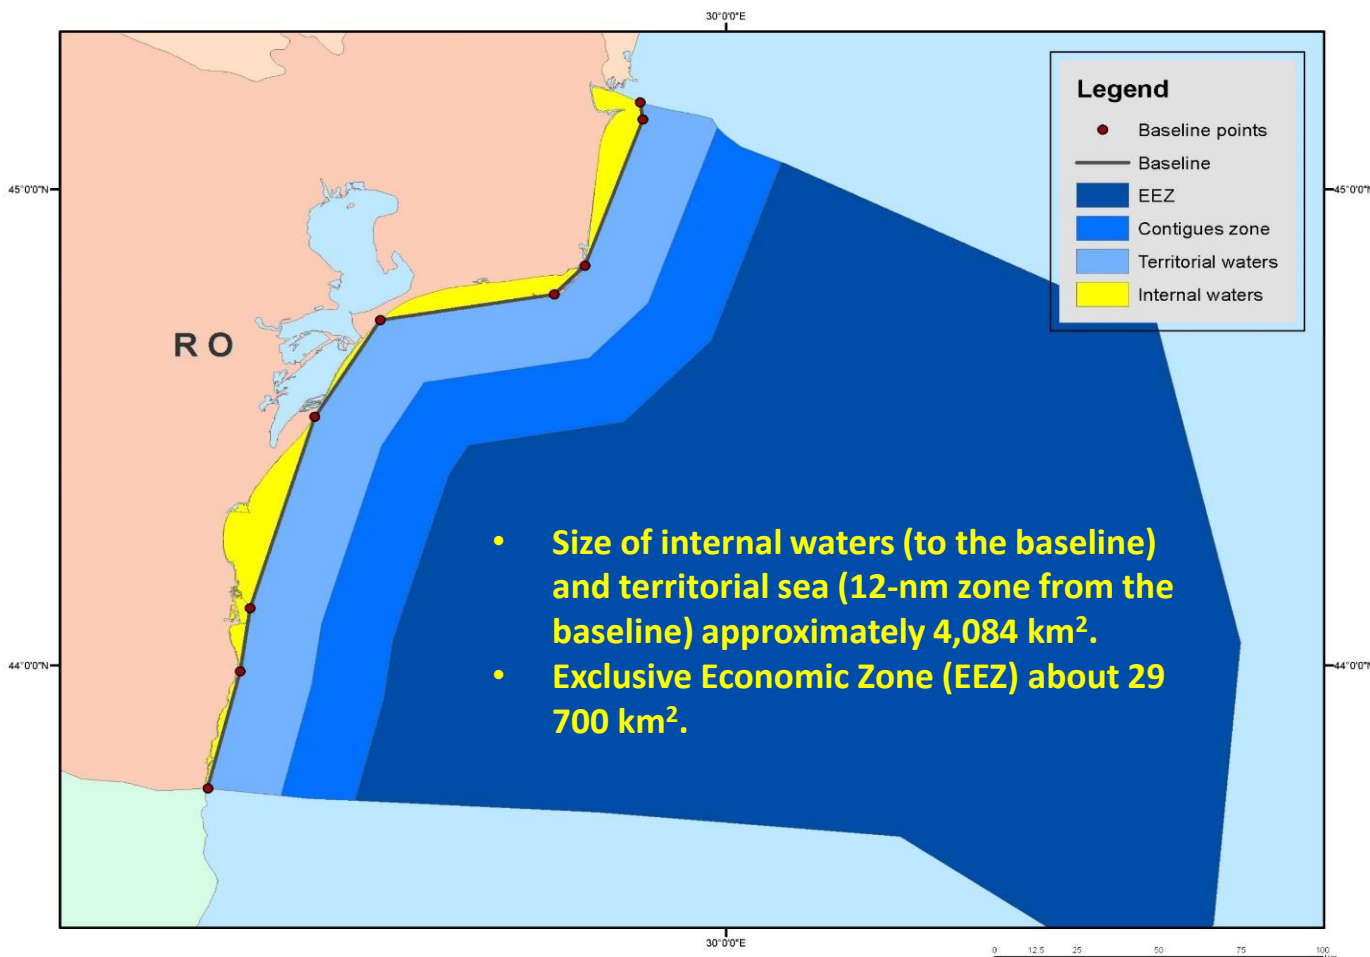 30°0'0"E
Legend
Baseline points
Baseline
EEZ
Contigues zone
Territorial waters
Internal waters
45°0'0"N
45°0'0"N
RO
• Size of internal waters (to the baseline)
and territorial sea (12-nm zone from the
baseline) approximately 4,084 km².
• Exclusive Economic Zone (EEZ) about 29
700 km².
44°0'0"N
44°0'0"N
30°0'0"E
0 12.5 25 50 75 100
Km